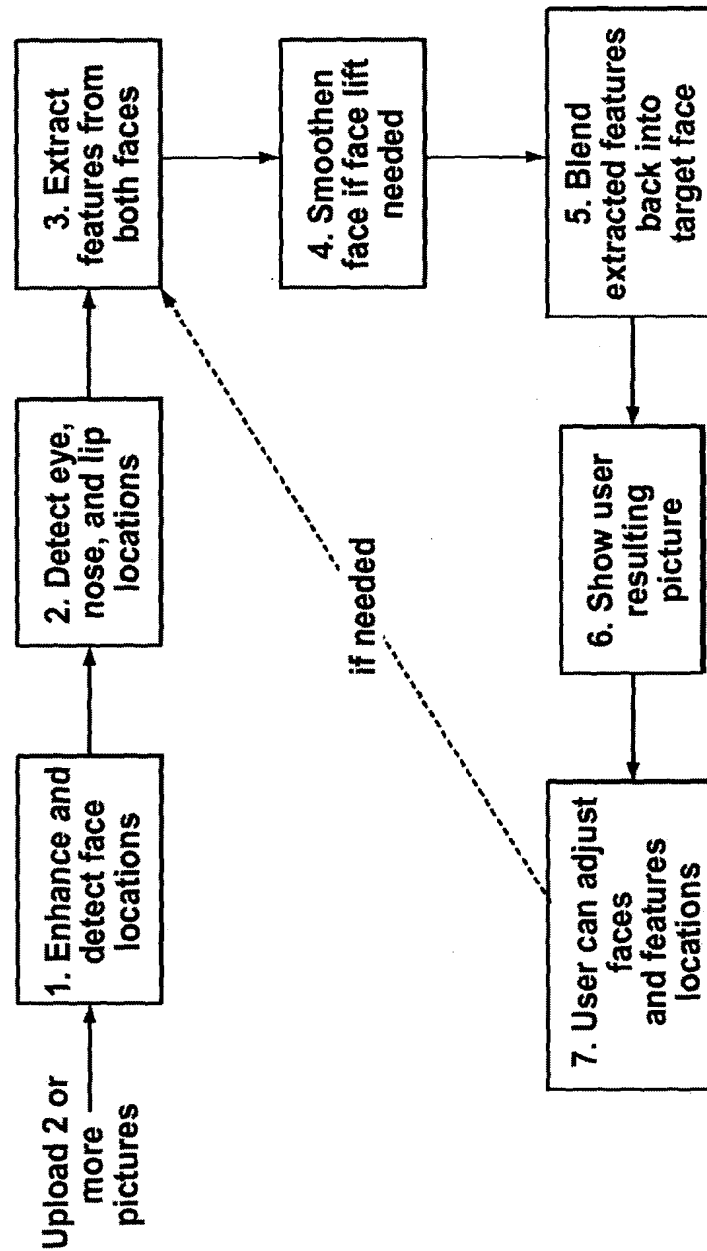 Upload 2 or
more
pictures
1. Enhance and
detect face
locations
2. Detect eye,
nose, and lip
locations
3. Extract
features from
both faces
4. Smoothen
face if face lift
needed
5. Blend
extracted features
back into
target face
6. Show user
resulting
picture
7. User can adjust
faces
and features
locations
if needed